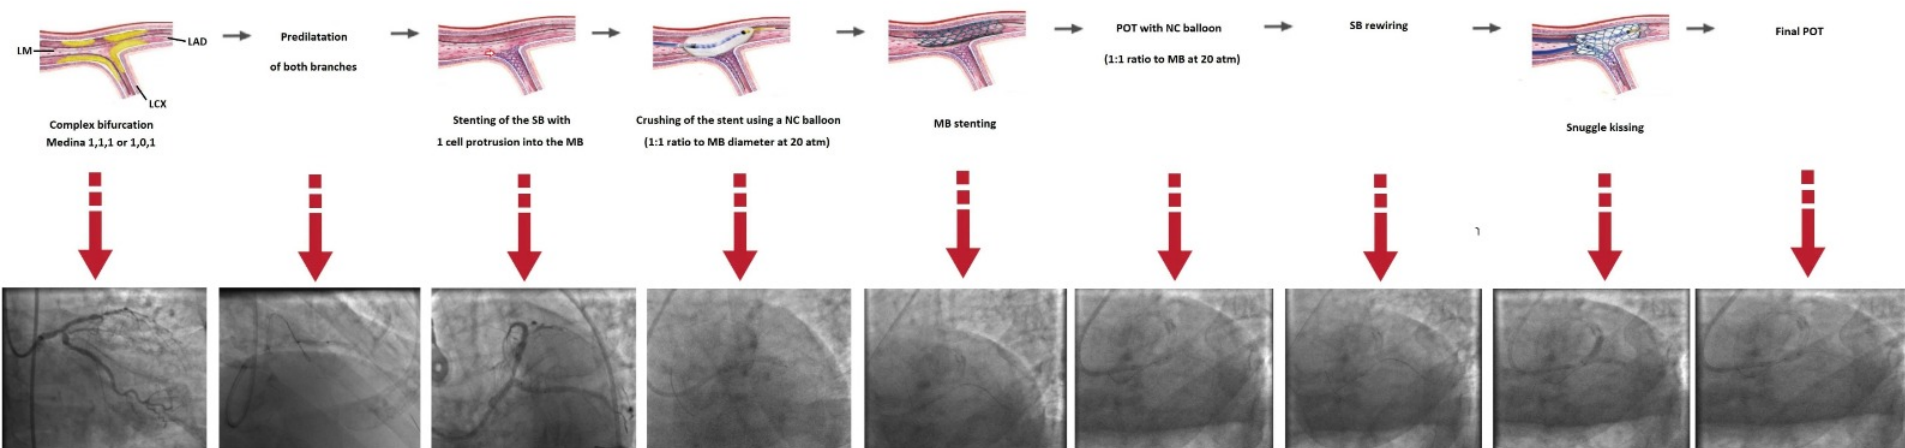 LM
LAD
LCX
Complex bifurcation
Medina 1,1,1 or 1,0,1
Predilatation
of both branches
Stenting of the SB with
1 cell protrusion into the MB
Crushing of the stent using a NC balloon
(1:1 ratio to MB diameter at 20 atm)
MB stenting
POT with NC balloon
(1:1 ratio to MB at 20 atm)
SB rewiring
Snuggle kissing
Final POT